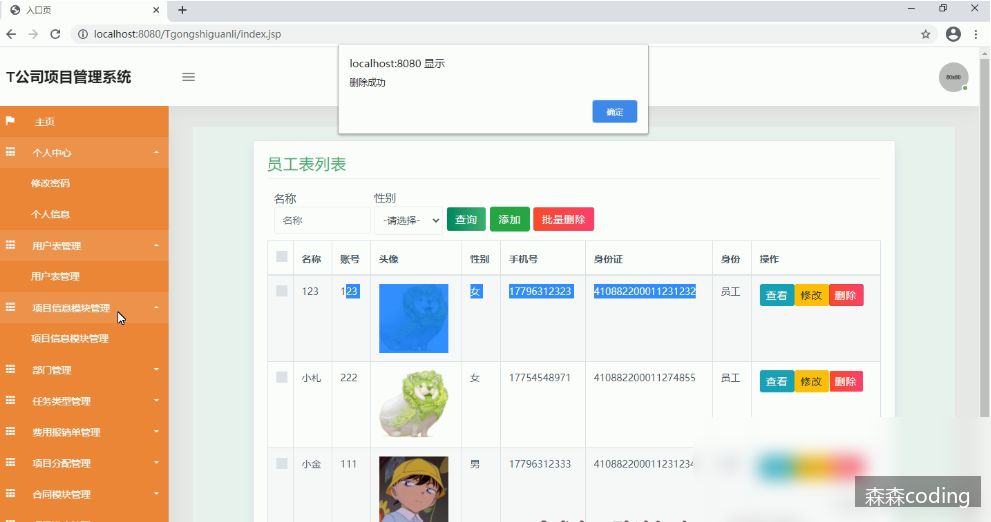 入口页
localhost:8080/Tgongshiguanli/index.jsp
localhost:8080 显示
删除成功
确定
T公司项目管理系统
主页
个人中心
修改密码
个人信息
用户表管理
用户表管理
项目信息模块管理
项目信息模块管理
部门管理
任务类型管理
费用报销单管理
项目分配管理
合同模块管理
员工表列表
名称 性别
名称 -请选择- 查询 添加 批量删除
名称 账号 头像 性别 手机号 身份证 身份 操作
123 123 女 17796312323 410882200011231232 员工 查看 修改 删除
小札 222 女 17754548971 410882200011274855 员工 查看 修改 删除
小金 111 男 17796312333 41088220001123123
森森coding